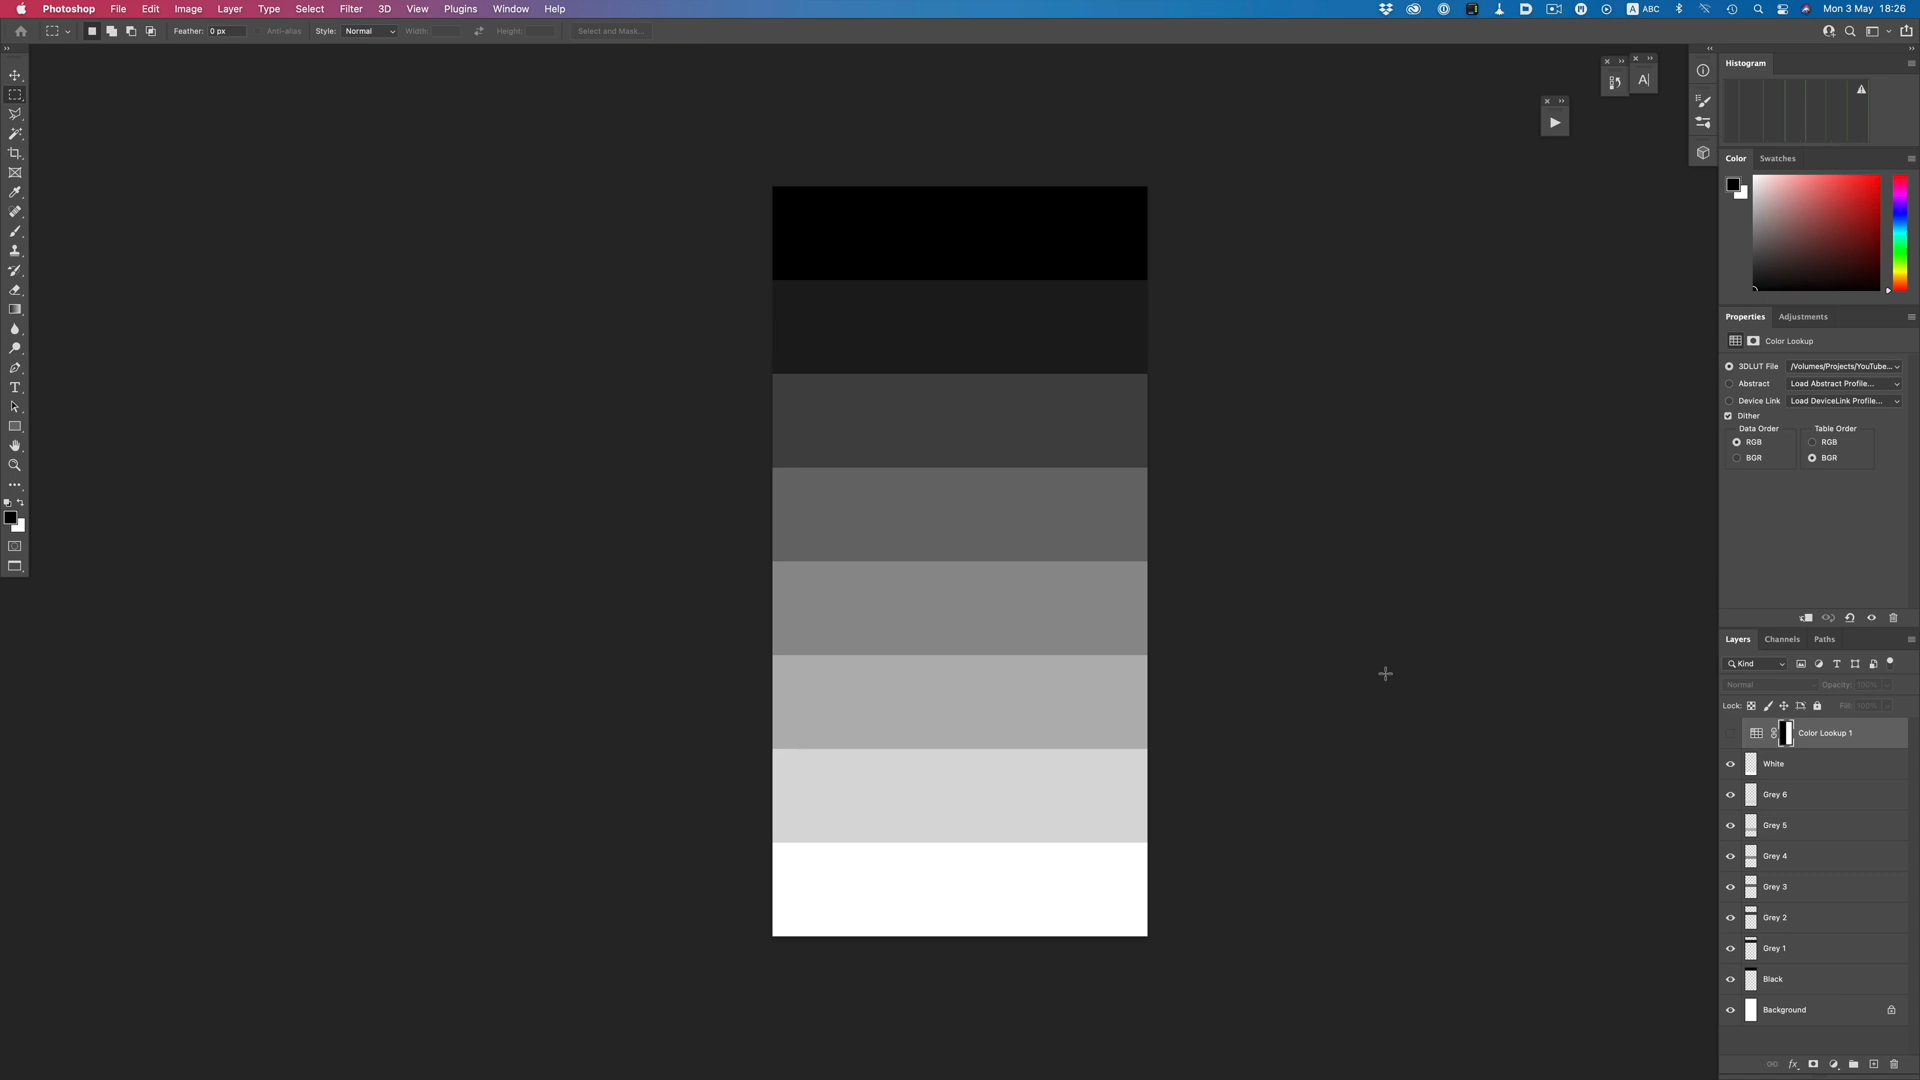 Photoshop File Edit Image Layer Type Select Filter 3D View Plugins Window Help
A ABC Mon 3 May 18:26
Feather: 0 px Anti-alias Style: Normal Width: Height: Select and Mask...
Histogram
Color Swatches
Properties Adjustments
Color Lookup
3DLUT File /Volumes/Projects/YouTube...
Abstract Load Abstract Profile...
Device Link Load DeviceLink Profile...
Dither
Data Order Table Order
RGB RGB
BGR BGR
Layers Channels Paths
Kind
Normal Opacity: 100%
Lock: Fill: 100%
Color Lookup 1
White
Grey 6
Grey 5
Grey 4
Grey 3
Grey 2
Grey 1
Black
Background
fx